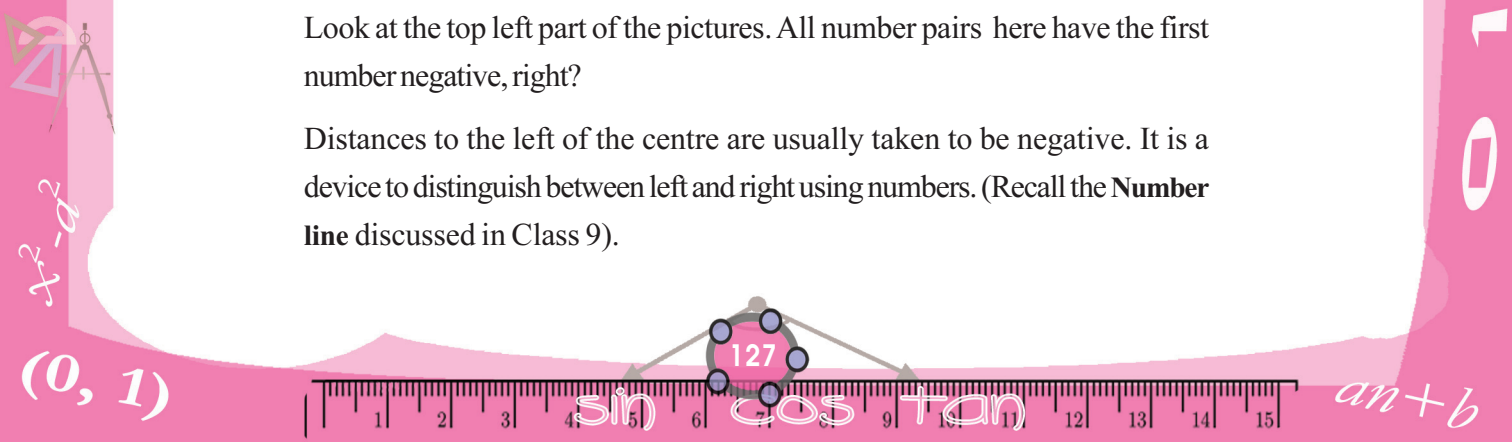 Look at the top left part of the pictures. All number pairs here have the first
number negative, right?
Distances to the left of the centre are usually taken to be negative. It is a
device to distinguish between left and right using numbers. (Recall the Number
line discussed in Class 9).
x²-a²
(0, 1)
127
sin cos tan
1 2 3 4 5 6 7 8 9 10 11 12 13 14 15
an+b
1
0